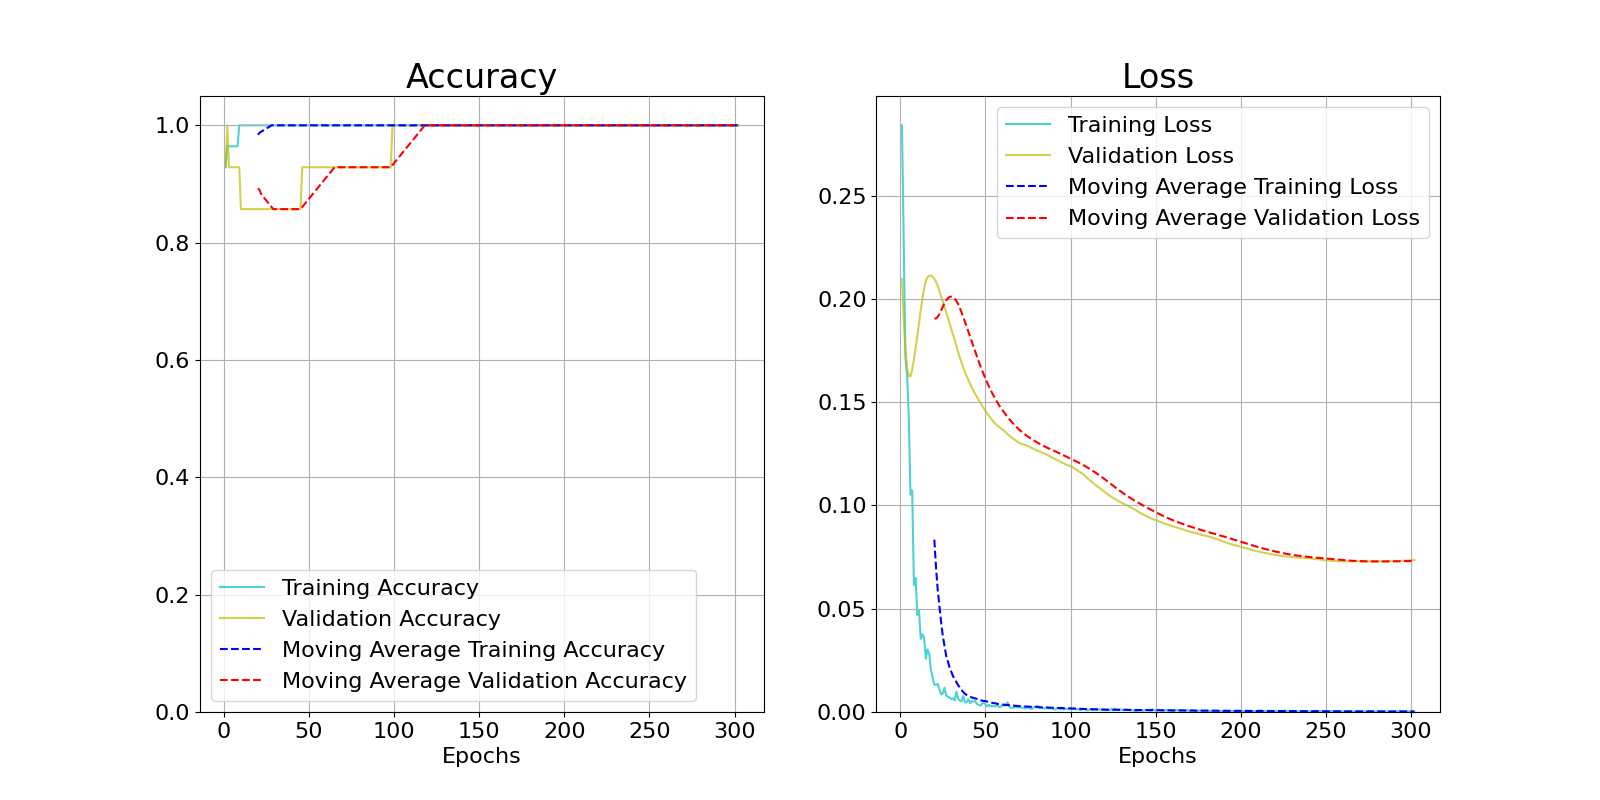 Accuracy
1.0
0.8
0.6
0.4
0.2
0.0
Training Accuracy
Validation Accuracy
Moving Average Training Accuracy
Moving Average Validation Accuracy
0 50 100 150 200 250 300
Epochs
Loss
0.25
0.20
0.15
0.10
0.05
0.00
Training Loss
Validation Loss
Moving Average Training Loss
Moving Average Validation Loss
0 50 100 150 200 250 300
Epochs